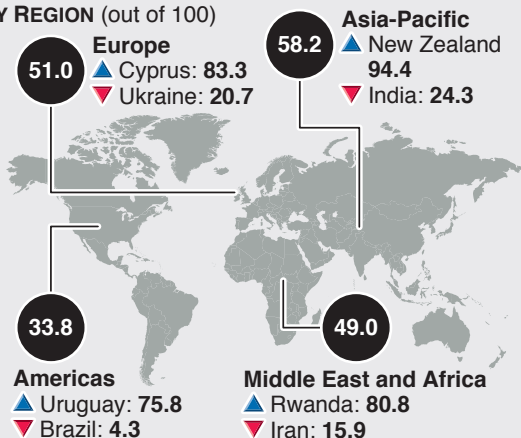 Y REGION (out of 100)
51.0
Europe
Cyprus: 83.3
Ukraine: 20.7
58.2
Asia-Pacific
New Zealand
94.4
India: 24.3
33.8
Americas
Uruguay: 75.8
Brazil: 4.3
49.0
Middle East and Africa
Rwanda: 80.8
Iran: 15.9